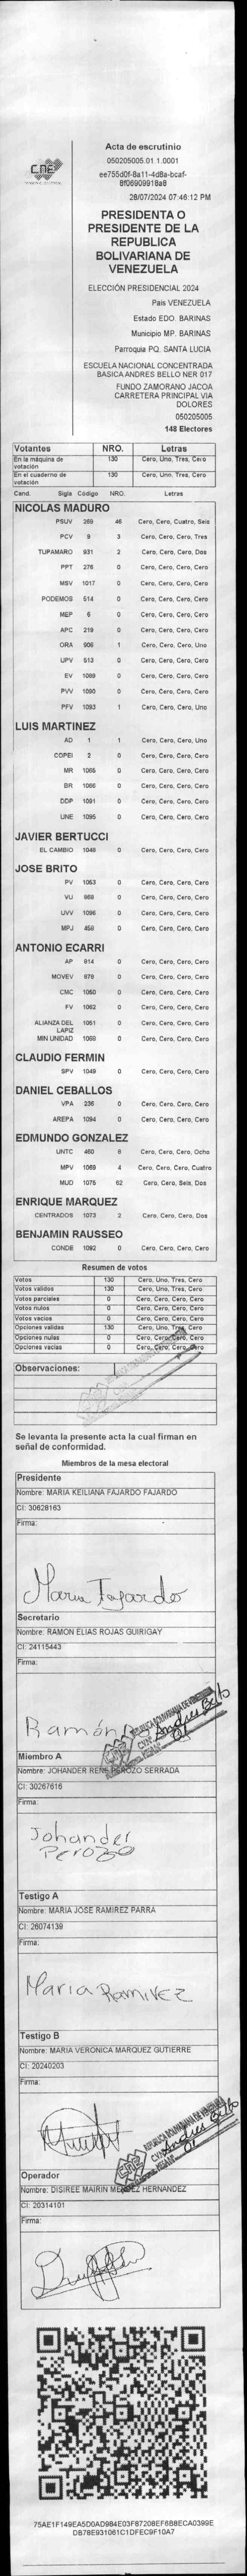 CNE
Acta de escrutinio
050205005.01.1.0001
ee755d0f-8a11-4d8a-bcaf-
8f06909918a8
28/07/2024 07:46:12 PM
PRESIDENTA O
PRESIDENTE DE LA
REPUBLICA
BOLIVARIANA DE
VENEZUELA
ELECCIÓN PRESIDENCIAL 2024
Pais VENEZUELA
Estado EDO. BARINAS
Municipio MP. BARINAS
Parroquia PQ. SANTA LUCIA
ESCUELA NACIONAL CONCENTRADA
BASICA ANDRES BELLO NER 017
FUNDO ZAMORANO JACOA
CARRETERA PRINCIPAL VIA
DOLORES
050205005
148 Electores
Votantes NRO. Letras
En la máquina de votación 130 Cero, Uno, Tres, Cero
En el cuaderno de votación 130 Cero, Uno, Tres, Cero
Cand. Sigla Código NRO. Letras
NICOLAS MADURO
PSUV 269 46 Cero, Cero, Cuatro, Seis
PCV 9 3 Cero, Cero, Cero, Tres
TUPAMARO 931 2 Cero, Cero, Cero, Dos
PPT 276 0 Cero, Cero, Cero, Cero
MSV 1017 0 Cero, Cero, Cero, Cero
PODEMOS 514 0 Cero, Cero, Cero, Cero
MEP 6 0 Cero, Cero, Cero, Cero
APC 219 0 Cero, Cero, Cero, Cero
ORA 906 1 Cero, Cero, Cero, Uno
UPV 513 0 Cero, Cero, Cero, Cero
EV 1089 0 Cero, Cero, Cero, Cero
PVV 1090 0 Cero, Cero, Cero, Cero
PFV 1093 1 Cero, Cero, Cero, Uno
LUIS MARTINEZ
AD 1 1 Cero, Cero, Cero, Uno
COPEI 2 0 Cero, Cero, Cero, Cero
MR 1065 0 Cero, Cero, Cero, Cero
BR 1066 0 Cero, Cero, Cero, Cero
DDP 1091 0 Cero, Cero, Cero, Cero
UNE 1095 0 Cero, Cero, Cero, Cero
JAVIER BERTUCCI
EL CAMBIO 1048 0 Cero, Cero, Cero, Cero
JOSE BRITO
PV 1053 0 Cero, Cero, Cero, Cero
VU 868 0 Cero, Cero, Cero, Cero
UVV 1096 0 Cero, Cero, Cero, Cero
MPJ 458 0 Cero, Cero, Cero, Cero
ANTONIO ECARRI
AP 814 0 Cero, Cero, Cero, Cero
MOVEV 879 0 Cero, Cero, Cero, Cero
CMC 1050 0 Cero, Cero, Cero, Cero
FV 1062 0 Cero, Cero, Cero, Cero
ALIANZA DEL LAPIZ 1051 0 Cero, Cero, Cero, Cero
MIN UNIDAD 1068 0 Cero, Cero, Cero, Cero
CLAUDIO FERMIN
SPV 1049 0 Cero, Cero, Cero, Cero
DANIEL CEBALLOS
VPA 236 0 Cero, Cero, Cero, Cero
AREPA 1094 0 Cero, Cero, Cero, Cero
EDMUNDO GONZALEZ
UNTC 460 8 Cero, Cero, Cero, Ocho
MPV 1069 4 Cero, Cero, Cero, Cuatro
MUD 1075 62 Cero, Cero, Seis, Dos
ENRIQUE MARQUEZ
CENTRADOS 1073 2 Cero, Cero, Cero, Dos
BENJAMIN RAUSSEO
CONDE 1092 0 Cero, Cero, Cero, Cero
Resumen de votos
Votos 130 Cero, Uno, Tres, Cero
Votos validos 130 Cero, Uno, Tres, Cero
Votos parciales 0 Cero, Cero, Cero, Cero
Votos nulos 0 Cero, Cero, Cero, Cero
Votos vacios 0 Cero, Cero, Cero, Cero
Opciones validas 130 Cero, Uno, Tres, Cero
Opciones nulas 0 Cero, Cero, Cero, Cero
Opciones vacias 0 Cero, Cero, Cero, Cero
Observaciones:
Se levanta la presente acta la cual firman en
señal de conformidad.
Miembros de la mesa electoral
Presidente
Nombre: MARIA KEILIANA FAJARDO FAJARDO
CI: 30628163
Firma:
Maria Fajardo
Secretario
Nombre: RAMON ELIAS ROJAS GUIRIGAY
CI: 24115443
Firma:
Ramón
Andres Bello
Miembro A
Nombre: JOHANDER RENE PEROZO SERRADA
CI: 30267616
Firma:
Johander
Perozo
Testigo A
Nombre: MARIA JOSE RAMIREZ PARRA
CI: 26074139
Firma:
Maria Ramirez
Testigo B
Nombre: MARIA VERONICA MARQUEZ GUTIERRE
CI: 20240203
Firma:
Andres Bello
Operador
Nombre: DISIREE MAIRIN MENDEZ HERNANDEZ
CI: 20314101
Firma:
75AE1F149EA5D0AD984E03F87208EF6B8ECA0399E
DB78E931061C1DFEC9F10A7